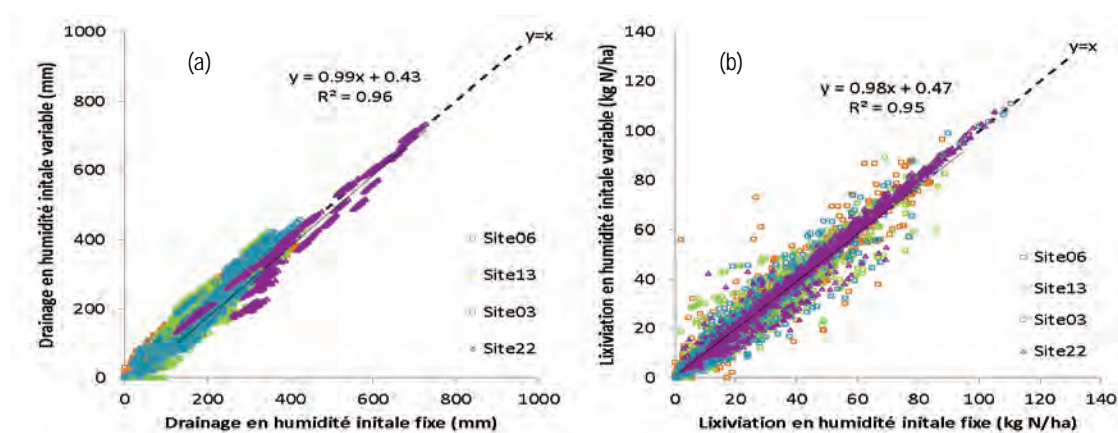 (a)
y=x
y = 0.99x + 0.43
R² = 0.96
Drainage en humidité initale variable (mm)
1000
800
600
400
200
0
Site06
Site13
Site03
Site22
0 200 400 600 800 1000
Drainage en humidité initale fixe (mm)
(b)
y=x
y = 0.98x + 0.47
R² = 0.95
Lixiviation en humidité initale variable (kg N/ha)
140
120
100
80
60
40
20
0
Site06
Site13
Site03
Site22
0 20 40 60 80 100 120 140
Lixiviation en humidité initale fixe (kg N/ha)